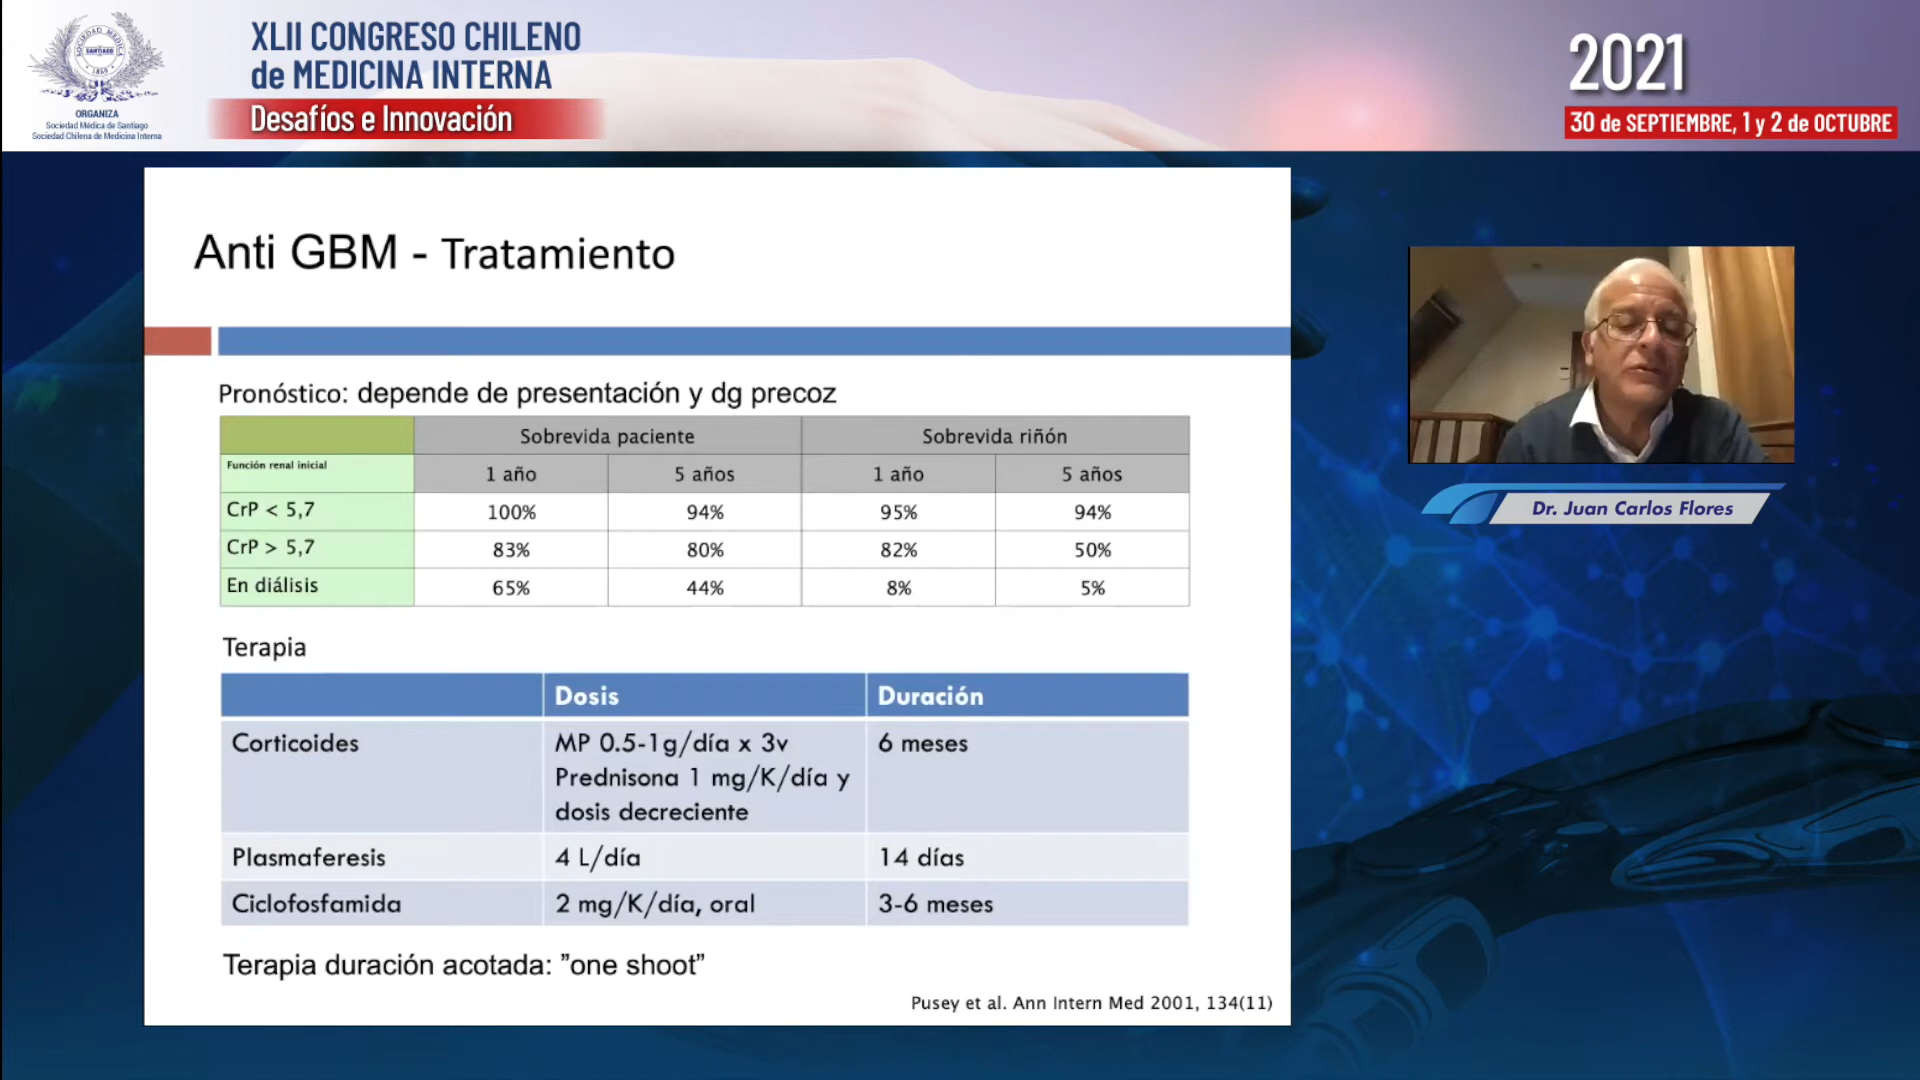 SOCIEDAD MEDICA
SANTIAGO
1869
ORGANIZA
Sociedad Médica de Santiago
Sociedad Chilena de Medicina Interna
XLII CONGRESO CHILENO
de MEDICINA INTERNA
Desafíos e Innovación
2021
30 de SEPTIEMBRE, 1 y 2 de OCTUBRE
Anti GBM - Tratamiento
Pronóstico: depende de presentación y dg precoz
Sobrevida paciente Sobrevida riñón
Función renal inicial 1 año 5 años 1 año 5 años
CrP < 5,7 100% 94% 95% 94%
CrP > 5,7 83% 80% 82% 50%
En diálisis 65% 44% 8% 5%
Terapia
Dosis Duración
Corticoides MP 0.5-1g/día x 3v 6 meses
Prednisona 1 mg/K/día y
dosis decreciente
Plasmaferesis 4 L/día 14 días
Ciclofosfamida 2 mg/K/día, oral 3-6 meses
Terapia duración acotada: ”one shoot”
Pusey et al. Ann Intern Med 2001, 134(11)
Dr. Juan Carlos Flores